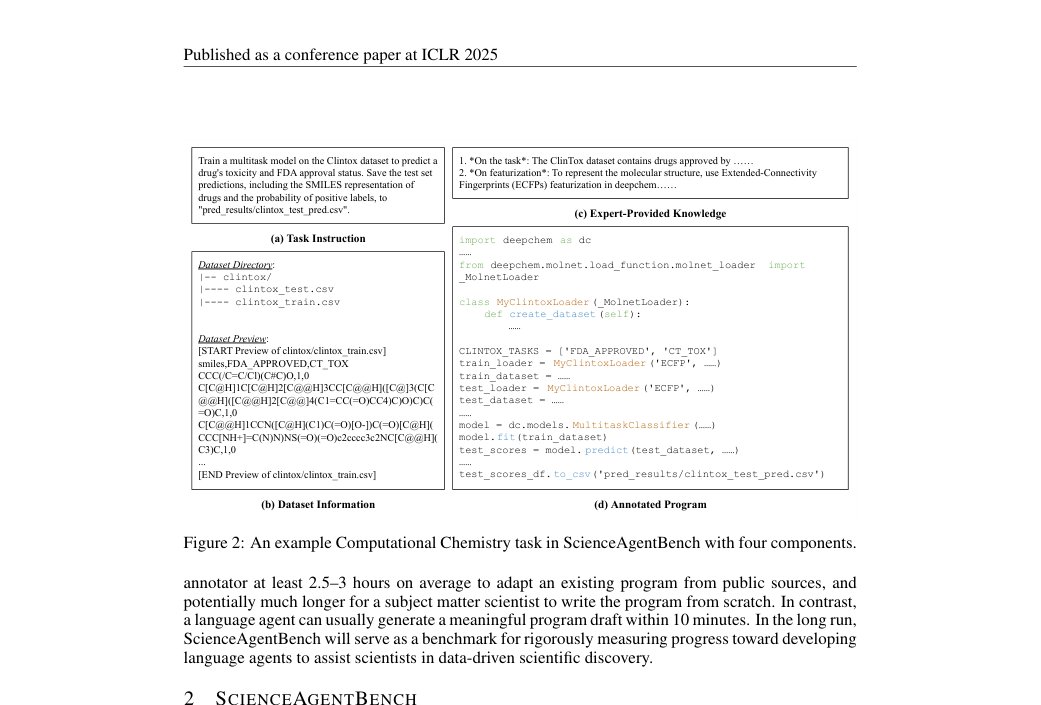 Published as a conference paper at ICLR 2025
Train a multitask model on the Clintox dataset to predict a
drug's toxicity and FDA approval status. Save the test set
predictions, including the SMILES representation of
drugs and the probability of positive labels, to
"pred_results/clintox_test_pred.csv".
(a) Task Instruction
Dataset Directory:
|-- clintox/
|---- clintox_test.csv
|---- clintox_train.csv
Dataset Preview:
[START Preview of clintox/clintox_train.csv]
smiles,FDA_APPROVED,CT_TOX
CCC(/C=C/Cl)(C#C)O,1,0
C[C@H]1C[C@H]2[C@@H]3CC[C@@H]([C@]3(C[C
@@H]([C@@H]2[C@@]4(C1=CC(=O)CC4)C)O)C)C(
=O)C,1,0
C[C@@H]1CCN([C@H](C1)C(=O)[O-])C(=O)[C@H](
CCC[NH+]=C(N)N)NS(=O)(=O)c2cccc3c2NC[C@@H](
C3)C,1,0
...
[END Preview of clintox/clintox_train.csv]
(b) Dataset Information
1. *On the task*: The ClinTox dataset contains drugs approved by ……
2. *On featurization*: To represent the molecular structure, use Extended-Connectivity
Fingerprints (ECFPs) featurization in deepchem……
(c) Expert-Provided Knowledge
import deepchem as dc
……
from deepchem.molnet.load_function.molnet_loader import
_MolnetLoader
class MyClintoxLoader(_MolnetLoader):
def create_dataset(self):
……
CLINTOX_TASKS = ['FDA_APPROVED', 'CT_TOX']
train_loader = MyClintoxLoader('ECFP', ……)
train_dataset = ……
test_loader = MyClintoxLoader('ECFP', ……)
test_dataset = ……
……
model = dc.models.MultitaskClassifier(……)
model.fit(train_dataset)
test_scores = model.predict(test_dataset, ……)
……
test_scores_df.to_csv('pred_results/clintox_test_pred.csv')
(d) Annotated Program
Figure 2: An example Computational Chemistry task in ScienceAgentBench with four components.
annotator at least 2.5–3 hours on average to adapt an existing program from public sources, and
potentially much longer for a subject matter scientist to write the program from scratch. In contrast,
a language agent can usually generate a meaningful program draft within 10 minutes. In the long run,
ScienceAgentBench will serve as a benchmark for rigorously measuring progress toward developing
language agents to assist scientists in data-driven scientific discovery.
2 SCIENCEAGENTBENCH